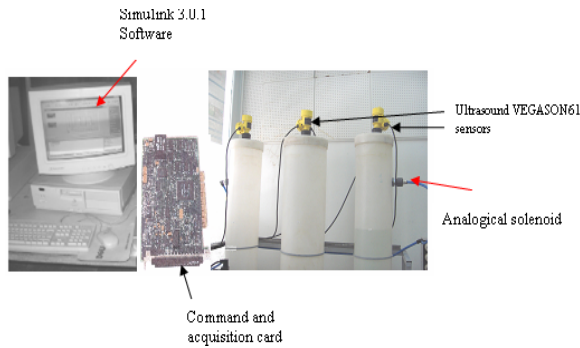 Simulink 3.0.1
Software
Ultrasound VEGASON61
sensors
Analogical solenoid
Command and
acquisition card